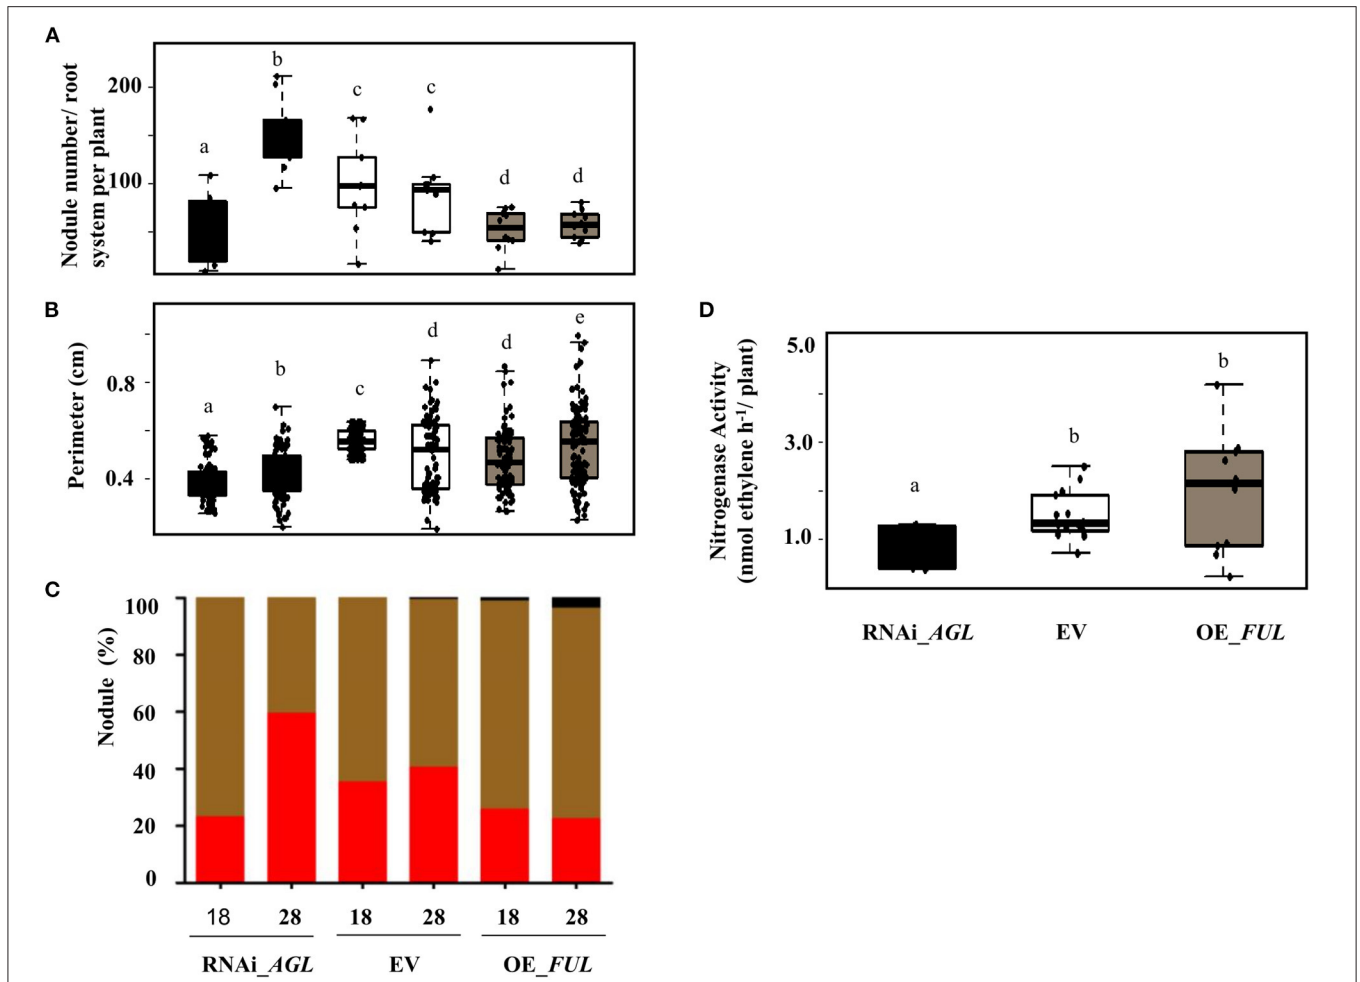 A
Nodule number/ root
system per plant
200
100
a
b
c
c
d
d
B
Perimeter (cm)
0.8
0.4
a
b
c
d
d
e
C
Nodule (%)
100
80
60
40
20
0
18
28
18
28
18
28
RNAi_AGL
EV
OE_FUL
D
Nitrogenase Activity
(nmol ethylene h⁻¹/ plant)
5.0
3.0
1.0
a
b
b
RNAi_AGL
EV
OE_FUL